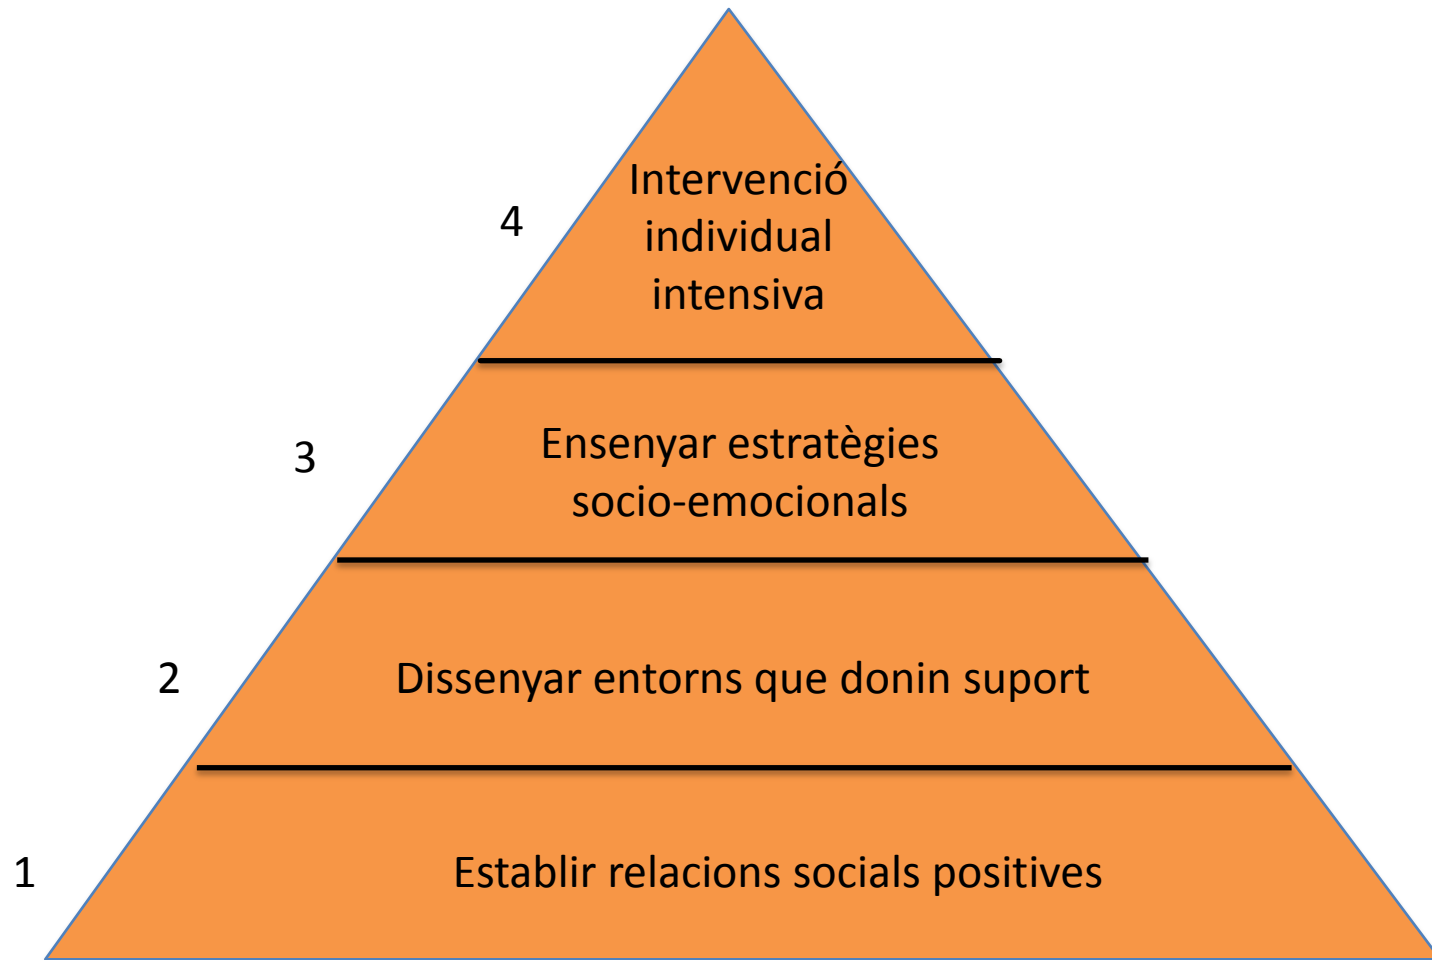 4
Intervenció
individual
intensiva
3
Ensenyar estratègies
socio-emocionals
2
Dissenyar entorns que donin suport
1
Establir relacions socials positives